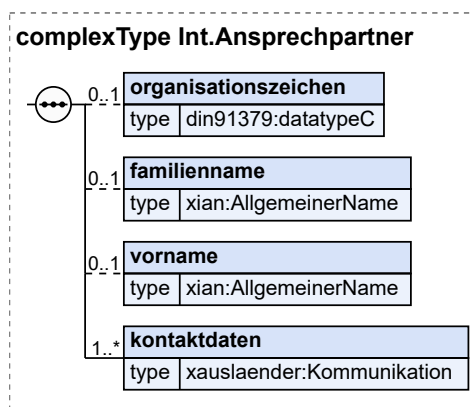 complexType Int.Ansprechpartner
0..1 organisationszeichen
type din91379:datatypeC
0..1 familienname
type xian:AllgemeinerName
0..1 vorname
type xian:AllgemeinerName
1..* kontaktdaten
type xauslaender:Kommunikation